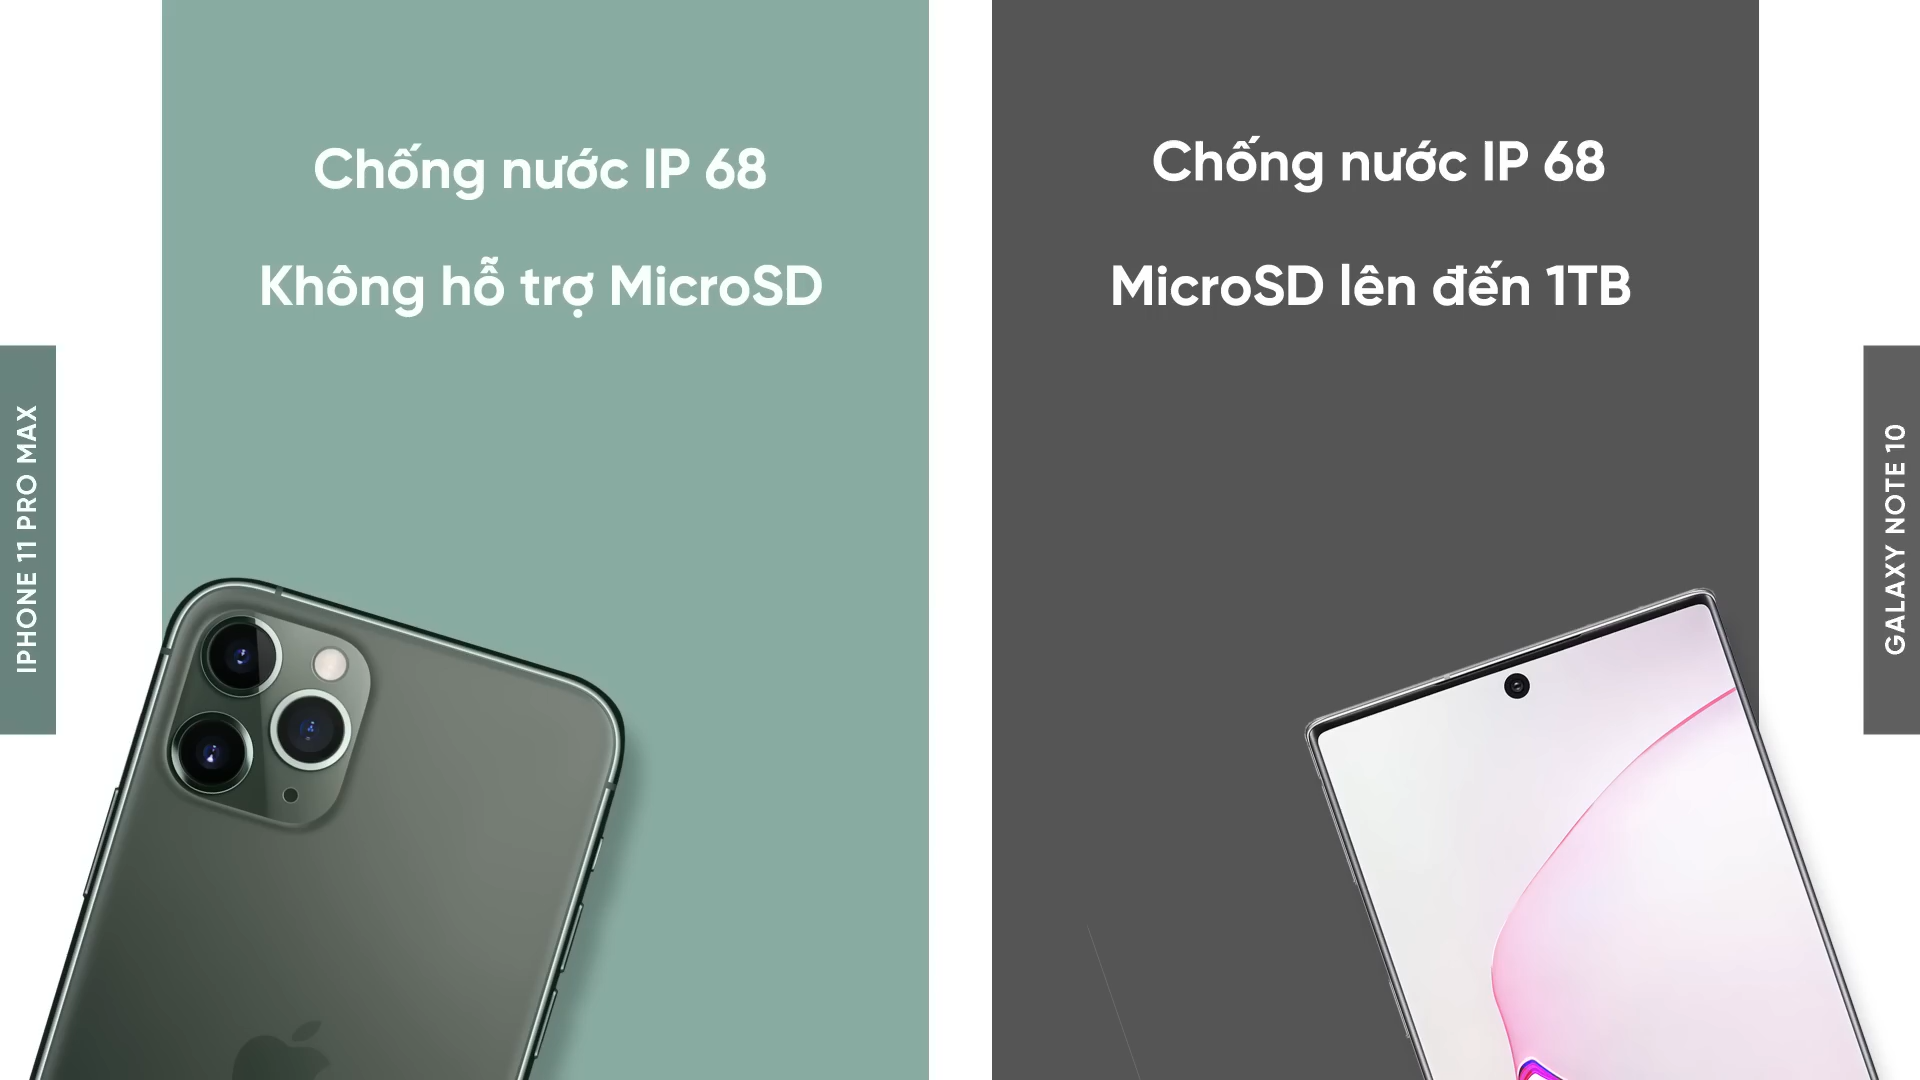 Chống nước IP 68
Không hỗ trợ MicroSD
IPHONE 11 PRO MAX
Chống nước IP 68
MicroSD lên đến 1TB
GALAXY NOTE 10